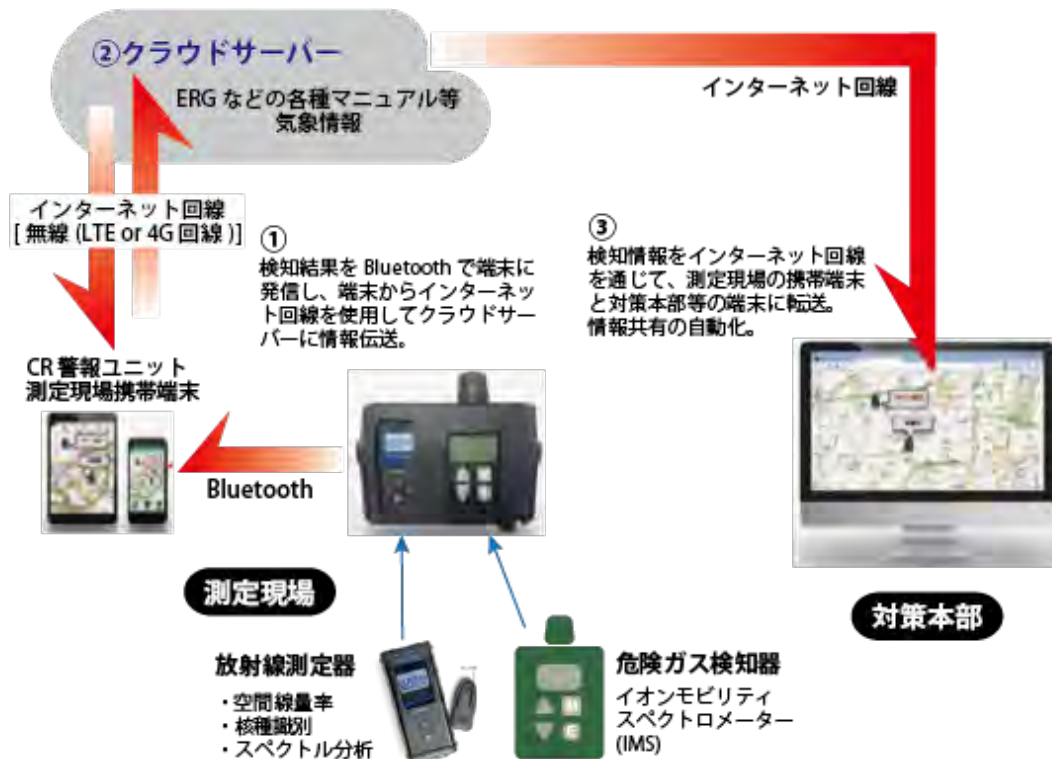 ②クラウドサーバー
ERG などの各種マニュアル等
気象情報
インターネット回線
インターネット回線
[ 無線 (LTE or 4G 回線 )]
①
検知結果を Bluetooth で端末に
発信し、端末からインターネッ
ト回線を使用してクラウドサー
バーに情報伝送。
③
検知情報をインターネット回線
を通じて、測定現場の携帯端末
と対策本部等の端末に転送。
情報共有の自動化。
CR 警報ユニット
測定現場携帯端末
Bluetooth
測定現場
対策本部
放射線測定器
・空間線量率
・核種識別
・スペクトル分析
危険ガス検知器
イオンモビリティ
スペクトロメーター
(IMS)